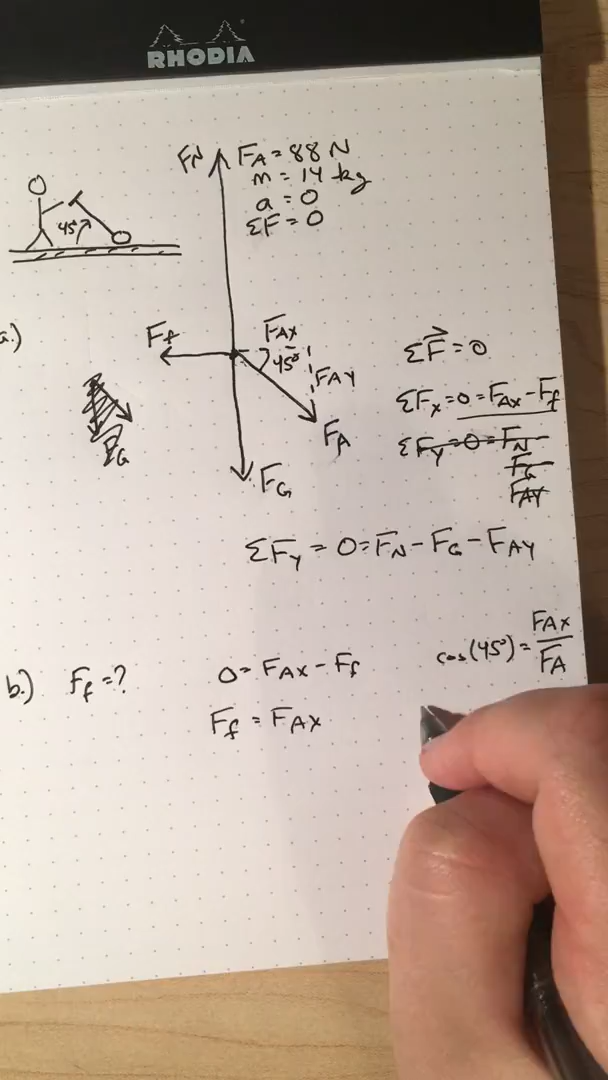 RHODIA
FN
FA = 88 N
m = 14 kg
a = 0
ΣF = 0
45°
a.)
Ff
FAX
45°
FAY
FA
FG
FG
ΣF = 0
ΣFx = 0 = FAX - Ff
ΣFY = 0 = FN -
FG -
FAY
ΣFY = 0 = FN - FG - FAY
b.) Ff = ?
0 = FAX - Ff
Ff = FAX
cos(45°) = FAX
FA